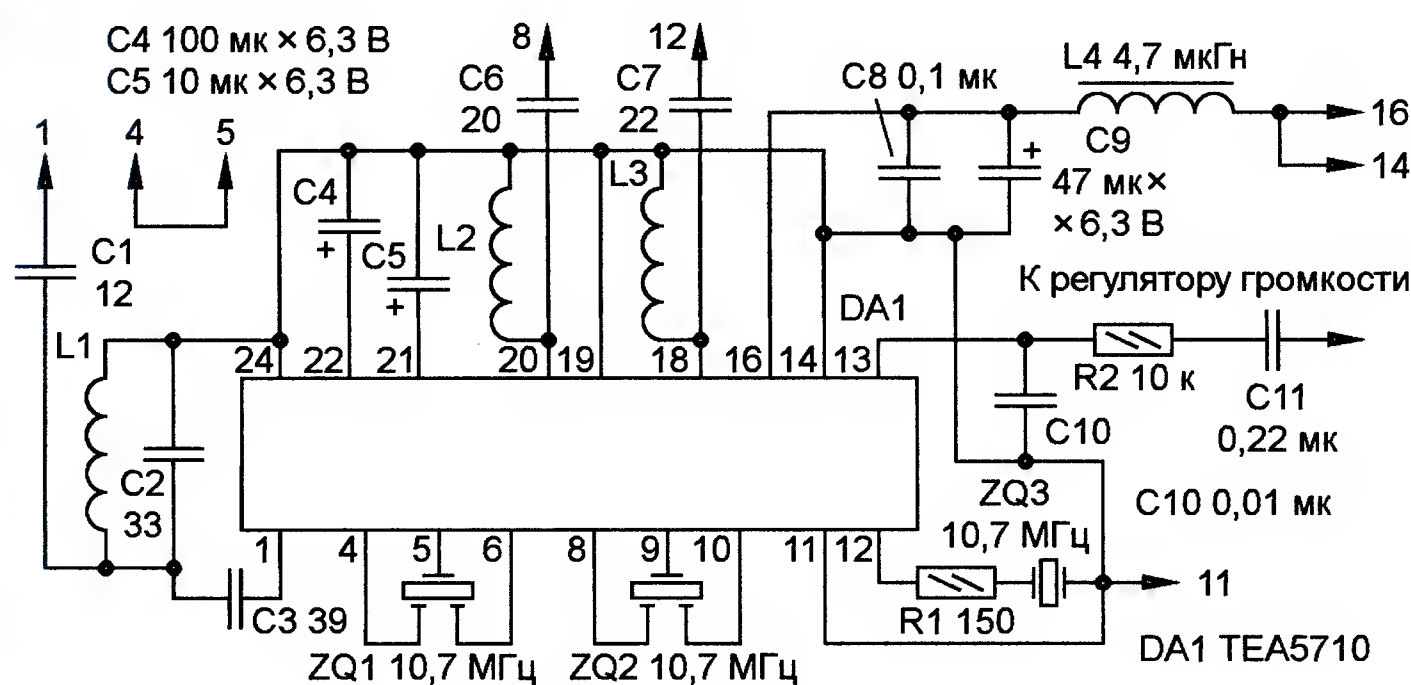 C4 100 мк × 6,3 В
C5 10 мк × 6,3 В
8
12
1
4
5
C6
20
C7
22
C8 0,1 мк
L4 4,7 мкГн
16
14
C9
+
47 мк×
×6,3 В
C4
+
C5
+
L2
L3
C1
12
К регулятору громкости
DA1
L1
24
22
21
20
19
18
16
14
13
R2 10 к
C11
0,22 мк
C10
C2
33
ZQ3
10,7 МГц
C10 0,01 мк
1
4
5
6
8
9
10
11
12
11
C3 39
R1 150
ZQ1 10,7 МГц
ZQ2 10,7 МГц
DA1 TEA5710